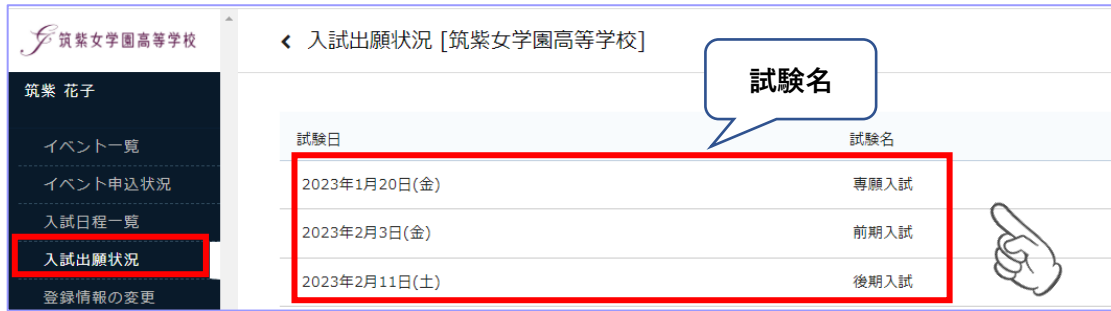 筑紫女学園高等学校
入試出願状況 [筑紫女学園高等学校]
筑紫 花子
試験名
イベント一覧
イベント申込状況
入試日程一覧
入試出願状況
登録情報の変更
試験日 試験名
2023年1月20日(金) 専願入試
2023年2月3日(金) 前期入試
2023年2月11日(土) 後期入試